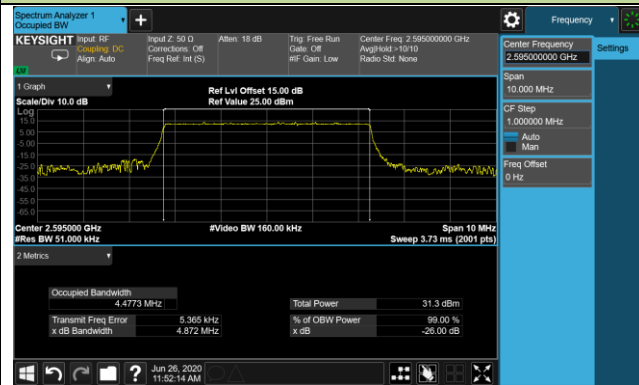 Spectrum Analyzer 1
Occupied BW
Frequency
KEYSIGHT
Input: RF
Coupling: DC
Align: Auto
Input Z: 50 Ω
Corrections: Off
Freq Ref: Int (S)
Atten: 18 dB
Trig: Free Run
Gate: Off
#IF Gain: Low
Center Freq: 2.595000000 GHz
Avg|Hold:>10/10
Radio Std: None
Center Frequency
2.595000000 GHz
Settings
Span
10.000 MHz
CF Step
1.000000 MHz
Auto
Man
Freq Offset
0 Hz
1 Graph
Scale/Div 10.0 dB
Ref Lvl Offset 15.00 dB
Ref Value 25.00 dBm
Log
15.0
5.00
-5.00
-15.0
-25.0
-35.0
-45.0
-55.0
-65.0
Center 2.595000 GHz
#Video BW 160.00 kHz
Span 10 MHz
#Res BW 51.000 kHz
Sweep 3.73 ms (2001 pts)
2 Metrics
Occupied Bandwidth
4.4773 MHz
Total Power
31.3 dBm
Transmit Freq Error
5.365 kHz
% of OBW Power
99.00 %
x dB Bandwidth
4.872 MHz
x dB
-26.00 dB
?
Jun 26, 2020
11:52:14 AM